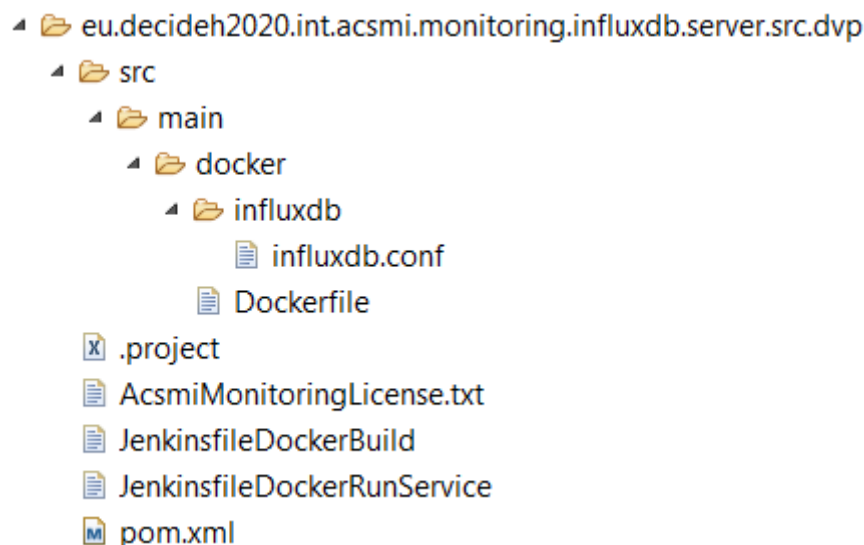 eu.decideh2020.int.acsmi.monitoring.influxdb.server.src.dvp
src
main
docker
influxdb
influxdb.conf
Dockerfile
.project
AcsmiMonitoringLicense.txt
JenkinsfileDockerBuild
JenkinsfileDockerRunService
pom.xml